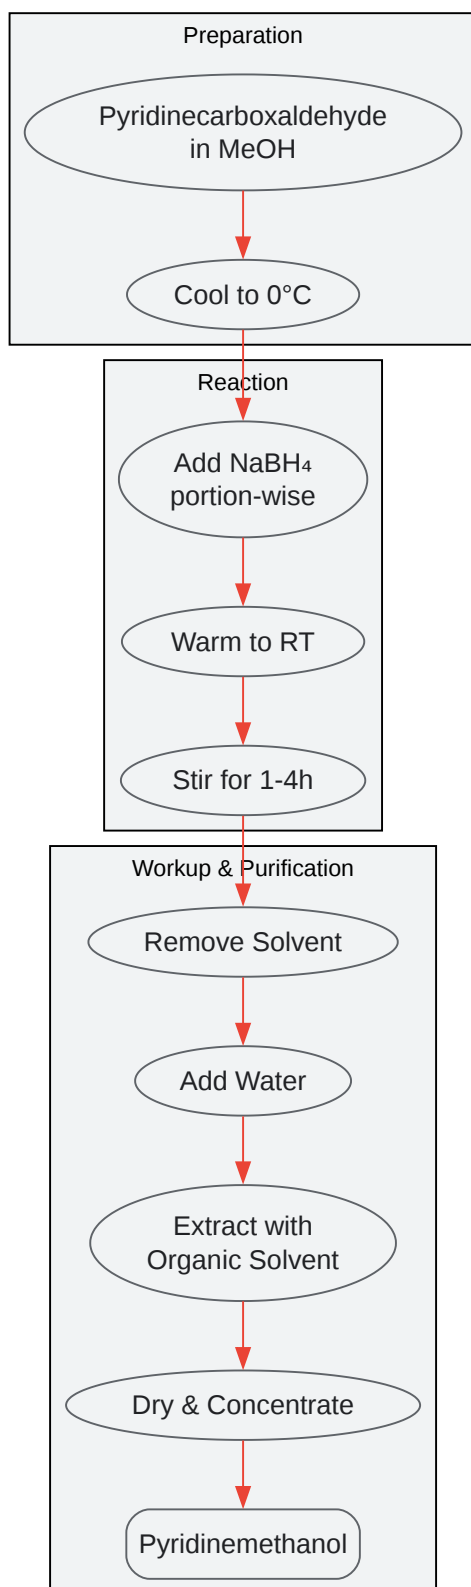 Preparation
Pyridinecarboxaldehyde
in MeOH
Cool to 0°C
Reaction
Add NaBH₄
portion-wise
Warm to RT
Stir for 1-4h
Workup & Purification
Remove Solvent
Add Water
Extract with
Organic Solvent
Dry & Concentrate
Pyridinemethanol